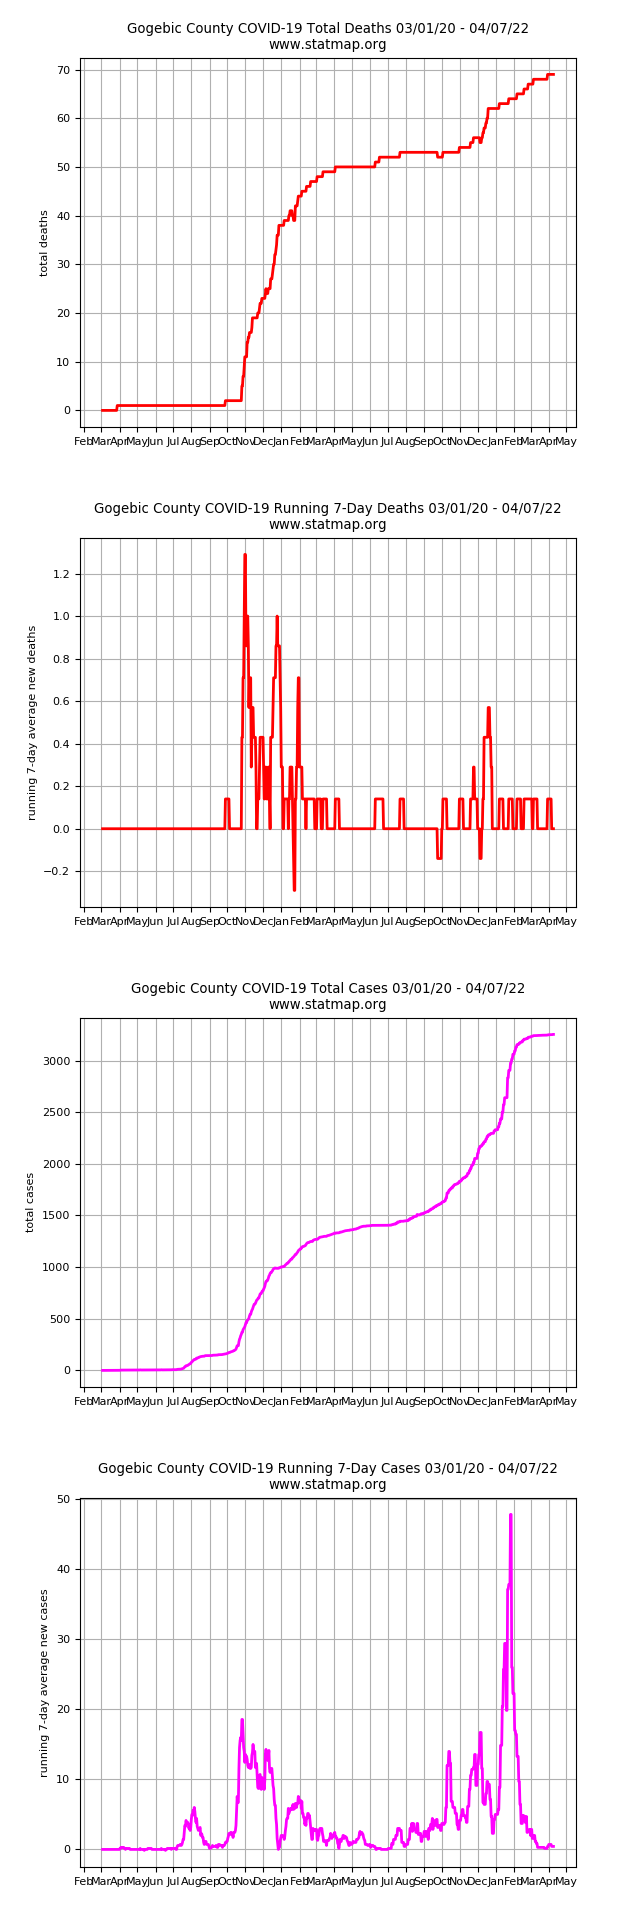 Gogebic County COVID-19 Total Deaths 03/01/20 - 04/07/22
www.statmap.org
70
60
50
40
30
20
10
0
total deaths
Feb Mar Apr May Jun Jul Aug Sep Oct Nov Dec Jan Feb Mar Apr May Jun Jul Aug Sep Oct Nov Dec Jan Feb Mar Apr May
Gogebic County COVID-19 Running 7-Day Deaths 03/01/20 - 04/07/22
www.statmap.org
1.2
1.0
0.8
0.6
0.4
0.2
0.0
−0.2
running 7-day average new deaths
Feb Mar Apr May Jun Jul Aug Sep Oct Nov Dec Jan Feb Mar Apr May Jun Jul Aug Sep Oct Nov Dec Jan Feb Mar Apr May
Gogebic County COVID-19 Total Cases 03/01/20 - 04/07/22
www.statmap.org
3000
2500
2000
1500
1000
500
0
total cases
Feb Mar Apr May Jun Jul Aug Sep Oct Nov Dec Jan Feb Mar Apr May Jun Jul Aug Sep Oct Nov Dec Jan Feb Mar Apr May
Gogebic County COVID-19 Running 7-Day Cases 03/01/20 - 04/07/22
www.statmap.org
50
40
30
20
10
0
running 7-day average new cases
Feb Mar Apr May Jun Jul Aug Sep Oct Nov Dec Jan Feb Mar Apr May Jun Jul Aug Sep Oct Nov Dec Jan Feb Mar Apr May